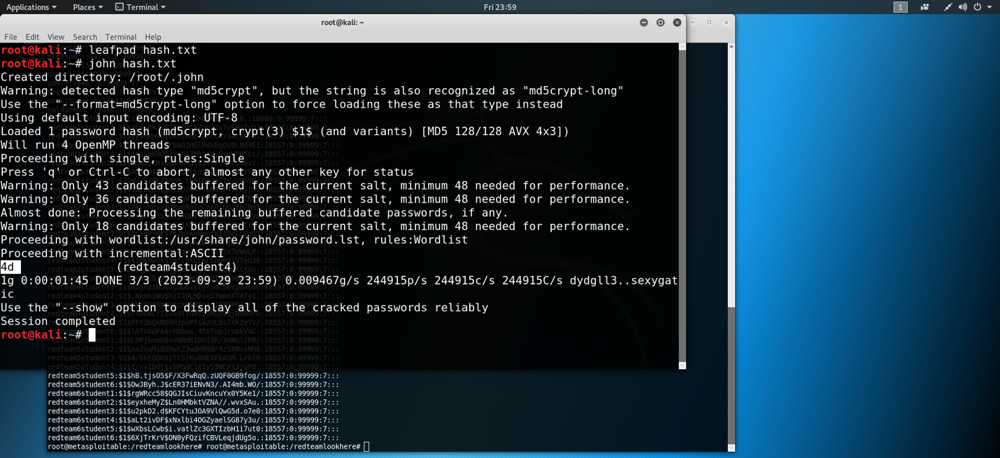 Applications Places Terminal Fri 23:59 1
root@kali: ~
File Edit View Search Terminal Help
root@kali:~# leafpad hash.txt
root@kali:~# john hash.txt
Created directory: /root/.john
Warning: detected hash type "md5crypt", but the string is also recognized as "md5crypt-long"
Use the "--format=md5crypt-long" option to force loading these as that type instead
Using default input encoding: UTF-8
Loaded 1 password hash (md5crypt, crypt(3) $1$ (and variants) [MD5 128/128 AVX 4x3])
Will run 4 OpenMP threads
Proceeding with single, rules:Single
Press 'q' or Ctrl-C to abort, almost any other key for status
Warning: Only 43 candidates buffered for the current salt, minimum 48 needed for performance.
Warning: Only 36 candidates buffered for the current salt, minimum 48 needed for performance.
Almost done: Processing the remaining buffered candidate passwords, if any.
Warning: Only 18 candidates buffered for the current salt, minimum 48 needed for performance.
Proceeding with wordlist:/usr/share/john/password.lst, rules:Wordlist
Proceeding with incremental:ASCII
4d (redteam4student4)
1g 0:00:01:45 DONE 3/3 (2023-09-29 23:59) 0.009467g/s 244915p/s 244915c/s 244915C/s dydgll3..sexygat
ic
Use the "--show" option to display all of the cracked passwords reliably
Session completed
root@kali:~#
redteam5student5:$1$hB.tjsO5$F/X3FwRqQ.zUQF0GB9fog/:18557:0:99999:7:::
redteam5student6:$1$OwJByh.J$cER37iENvN3/.AI4mb.WO/:18557:0:99999:7:::
redteam6student1:$1$rgWRcc58$QGJIsCiuvKncuYx0Y5Ke1/:18557:0:99999:7:::
redteam6student2:$1$eyxheMyZ$Ln0HMbktVZNA//.wvxSAu.:18557:0:99999:7:::
redteam6student3:$1$u2pkD2.d$KFCYtuJOA9VlQwG5d.o7e0:18557:0:99999:7:::
redteam6student4:$1$aLt2ivDF$xNxlbi4OGZyaelSG87y3u/:18557:0:99999:7:::
redteam6student5:$1$wXbsLCwb$i.vatlZc3GXTIzbH1i7ut0:18557:0:99999:7:::
redteam6student6:$1$6XjTrKrV$ON0yFQzifCBVLeqjdUg5o.:18557:0:99999:7:::
root@metasploitable:/redteamlookhere# root@metasploitable:/redteamlookhere#